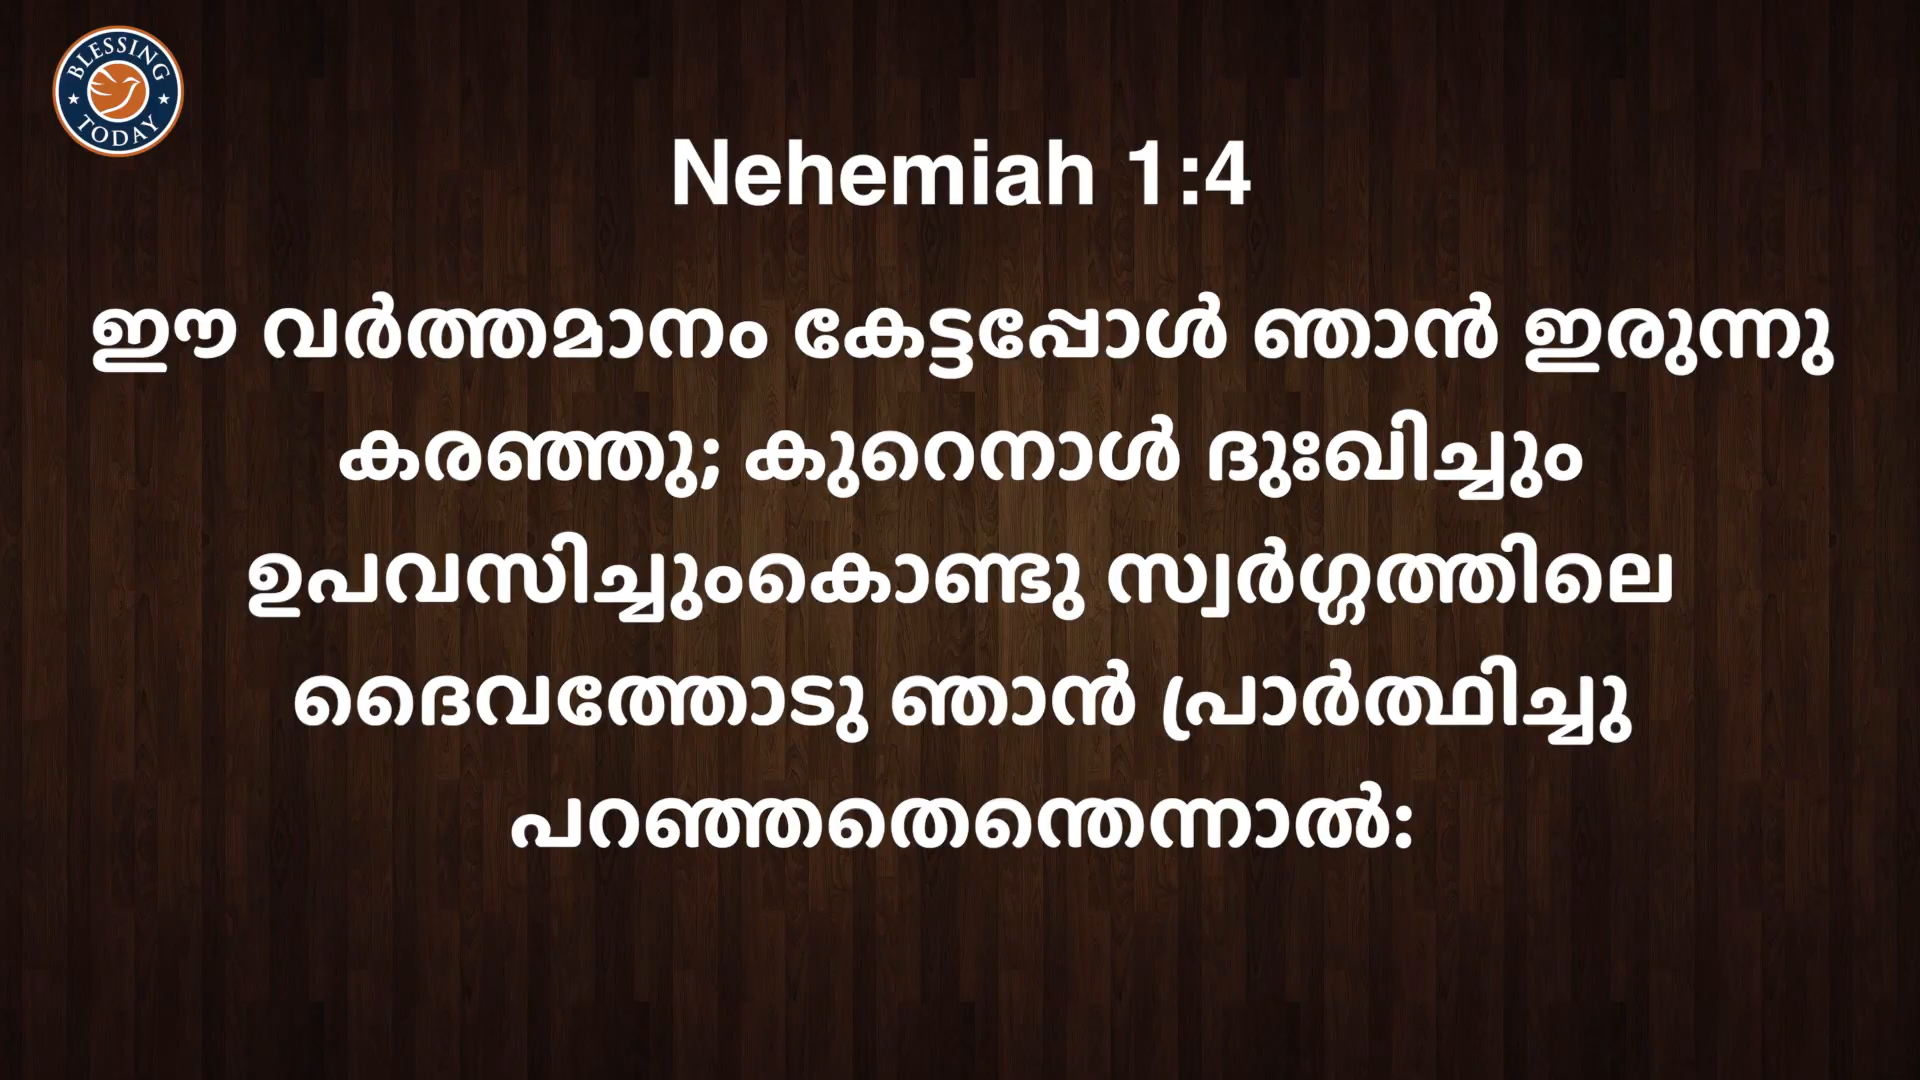 BLESSING
TODAY
Nehemiah 1:4
ഈ വർത്തമാനം കേട്ടപ്പോൾ ഞാൻ ഇരുന്നു
കരഞ്ഞു; കുറെനാൾ ദുഃഖിച്ചും
ഉപവസിച്ചുംകൊണ്ടു സ്വർഗ്ഗത്തിലെ
ദൈവത്തോടു ഞാൻ പ്രാർത്ഥിച്ചു
പറഞ്ഞതെന്തെന്നാൽ: